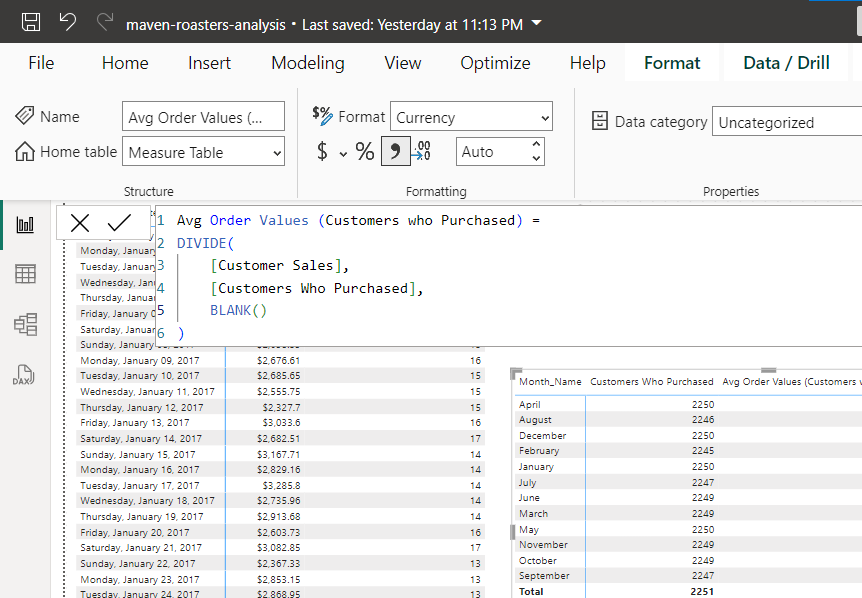 maven-roasters-analysis • Last saved: Yesterday at 11:13 PM
File Home Insert Modeling View Optimize Help Format Data / Drill
Name Avg Order Values (... $% Format Currency Data category Uncategorized
Home table Measure Table $ % , .00 Auto
Structure Formatting Properties
1 Avg Order Values (Customers who Purchased) =
2 DIVIDE(
3 [Customer Sales],
4 [Customers Who Purchased],
5 BLANK()
6 )
Monday, January
Tuesday, January
Wednesday, Jan
Thursday, Janua
Friday, January 0
Saturday, Januar
Sunday, January
Monday, January 09, 2017 $2,676.61 16
Tuesday, January 10, 2017 $2,685.65 15
Wednesday, January 11, 2017 $2,555.75 15
Thursday, January 12, 2017 $2,327.7 15
Friday, January 13, 2017 $3,033.6 16
Saturday, January 14, 2017 $2,682.51 17
Sunday, January 15, 2017 $3,167.71 14
Monday, January 16, 2017 $2,829.16 14
Tuesday, January 17, 2017 $3,285.8 14
Wednesday, January 18, 2017 $2,735.96 14
Thursday, January 19, 2017 $2,913.68 14
Friday, January 20, 2017 $2,603.73 16
Saturday, January 21, 2017 $3,082.85 17
Sunday, January 22, 2017 $2,367.33 13
Monday, January 23, 2017 $2,853.15 13
Tuesday, January 24, 2017 $2,868.95 13
Month_Name Customers Who Purchased Avg Order Values (Customers
April 2250
August 2246
December 2250
February 2245
January 2250
July 2247
June 2249
March 2249
May 2250
November 2249
October 2249
September 2247
Total 2251
DAX